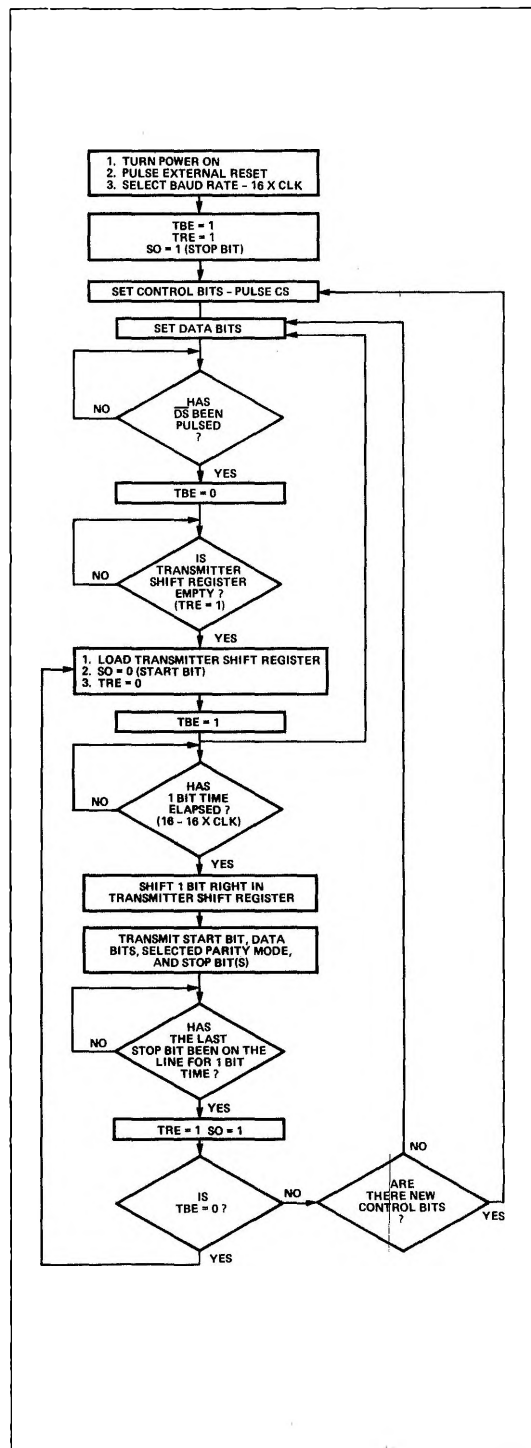 1. TURN POWER ON
2. PULSE EXTERNAL RESET
3. SELECT BAUD RATE – 16 X CLK
TBE = 1
TRE = 1
SO = 1 (STOP BIT)
SET CONTROL BITS – PULSE CS
SET DATA BITS
HAS
D̅S̅ BEEN
PULSED
?
NO
YES
TBE = 0
IS
TRANSMITTER
SHIFT REGISTER
EMPTY ?
(TRE = 1)
NO
YES
1. LOAD TRANSMITTER SHIFT REGISTER
2. SO = 0 (START BIT)
3. TRE = 0
TBE = 1
HAS
1 BIT TIME
ELAPSED ?
(16 – 16 X CLK)
NO
YES
SHIFT 1 BIT RIGHT IN
TRANSMITTER SHIFT REGISTER
TRANSMIT START BIT, DATA
BITS, SELECTED PARITY MODE,
AND STOP BIT(S)
HAS
THE LAST
STOP BIT BEEN ON THE
LINE FOR 1 BIT
TIME ?
NO
YES
TRE = 1 SO = 1
IS
TBE = 0 ?
NO
YES
ARE
THERE NEW
CONTROL BITS
?
NO
YES